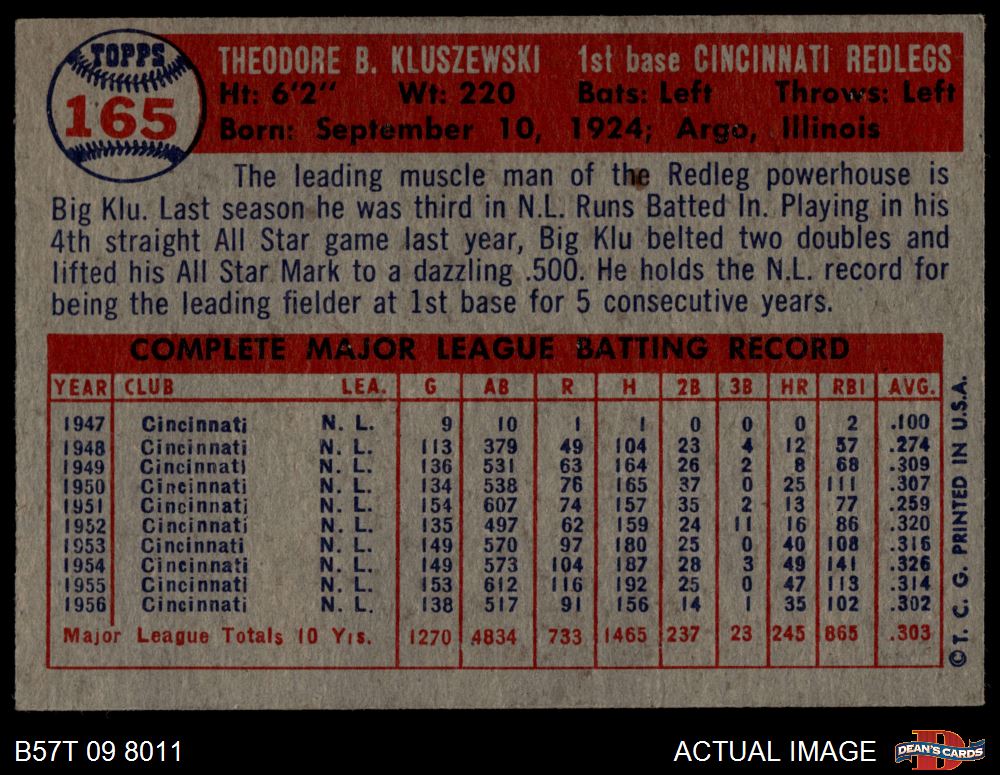 TOPPS
165
THEODORE B. KLUSZEWSKI 1st base CINCINNATI REDLEGS
Ht: 6'2" Wt: 220 Bats: Left Throws: Left
Born: September 10, 1924; Argo, Illinois
The leading muscle man of the Redleg powerhouse is
Big Klu. Last season he was third in N.L. Runs Batted In. Playing in his
4th straight All Star game last year, Big Klu belted two doubles and
lifted his All Star Mark to a dazzling .500. He holds the N.L. record for
being the leading fielder at 1st base for 5 consecutive years.
COMPLETE MAJOR LEAGUE BATTING RECORD
YEAR CLUB LEA. G AB R H 2B 3B HR RBI AVG.
1947 Cincinnati N. L. 9 10 1 1 0 0 0 2 .100
1948 Cincinnati N. L. 113 379 49 104 23 4 12 57 .274
1949 Cincinnati N. L. 136 531 63 164 26 2 8 68 .309
1950 Cincinnati N. L. 134 538 76 165 37 0 25 111 .307
1951 Cincinnati N. L. 154 607 74 157 35 2 13 77 .259
1952 Cincinnati N. L. 135 497 62 159 24 11 16 86 .320
1953 Cincinnati N. L. 149 570 97 180 25 0 40 108 .316
1954 Cincinnati N. L. 149 573 104 187 28 3 49 141 .326
1955 Cincinnati N. L. 153 612 116 192 25 0 47 113 .314
1956 Cincinnati N. L. 138 517 91 156 14 1 35 102 .302
Major League Totals 10 Yrs. 1270 4834 733 1465 237 23 245 865 .303
© T. C. G. PRINTED IN U.S.A.
B57T 09 8011
ACTUAL IMAGE
D
DEAN'S CARDS